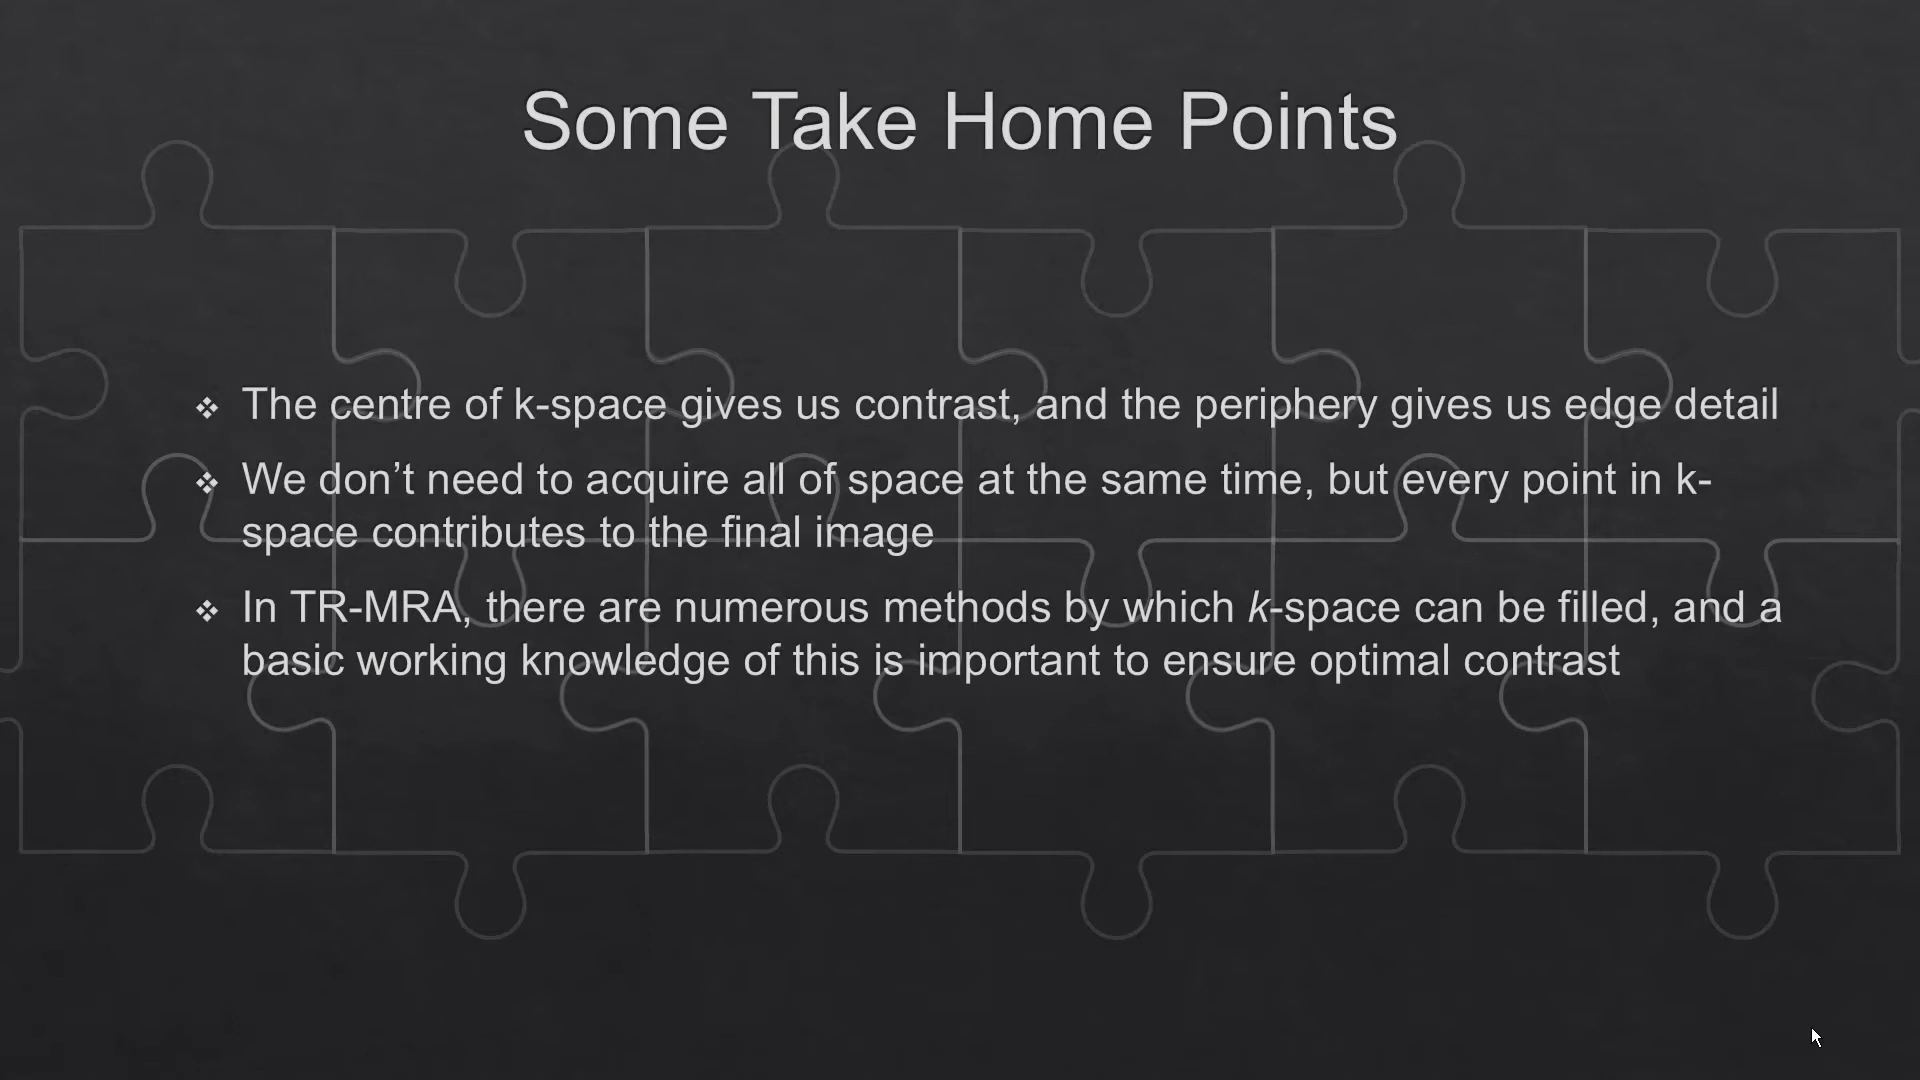 Some Take Home Points
❖ The centre of k-space gives us contrast, and the periphery gives us edge detail
❖ We don’t need to acquire all of space at the same time, but every point in k-
space contributes to the final image
❖ In TR-MRA, there are numerous methods by which k-space can be filled, and a
basic working knowledge of this is important to ensure optimal contrast